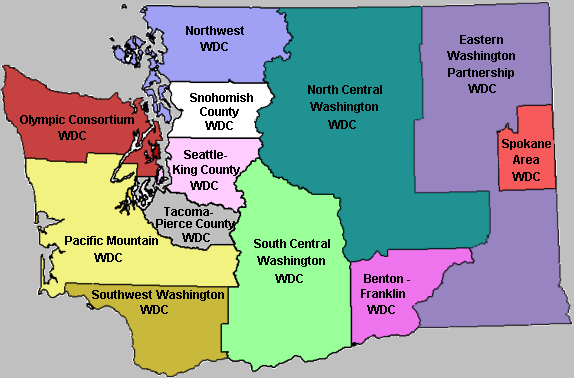 Northwest
WDC
Eastern
Washington
Partnership
WDC
North Central
Washington
WDC
Snohomish
County
WDC
Olympic Consortium
WDC
Spokane
Area
WDC
Seattle-
King County
WDC
Tacoma-
Pierce County
WDC
Pacific Mountain
WDC
South Central
Washington
WDC
Benton -
Franklin
WDC
Southwest Washington
WDC